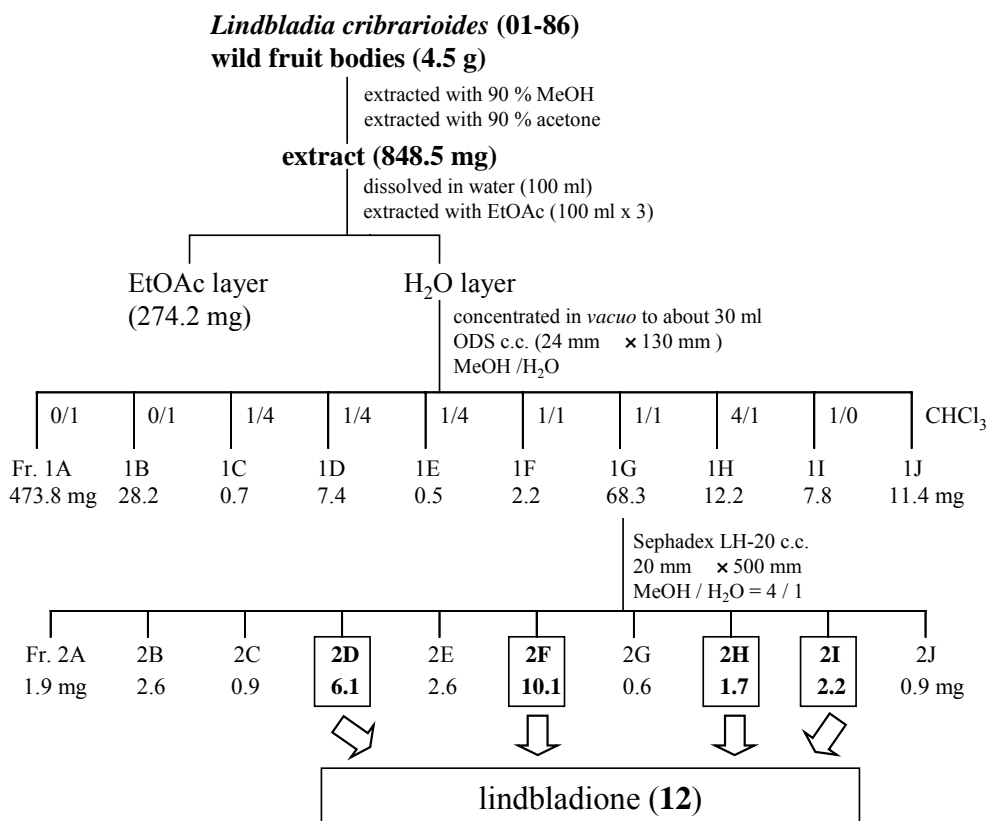 Lindbladia cribrarioides (01-86)
wild fruit bodies (4.5 g)
extracted with 90 % MeOH
extracted with 90 % acetone
extract (848.5 mg)
dissolved in water (100 ml)
extracted with EtOAc (100 ml x 3)
EtOAc layer
(274.2 mg)
H₂O layer
concentrated in vacuo to about 30 ml
ODS c.c. (24 mm × 130 mm )
MeOH /H₂O
0/1 0/1 1/4 1/4 1/4 1/1 1/1 4/1 1/0 CHCl₃
Fr. 1A 1B 1C 1D 1E 1F 1G 1H 1I 1J
473.8 mg 28.2 0.7 7.4 0.5 2.2 68.3 12.2 7.8 11.4 mg
Sephadex LH-20 c.c.
20 mm × 500 mm
MeOH / H₂O = 4 / 1
Fr. 2A 2B 2C 2D 2E 2F 2G 2H 2I 2J
1.9 mg 2.6 0.9 6.1 2.6 10.1 0.6 1.7 2.2 0.9 mg
lindbladione (12)